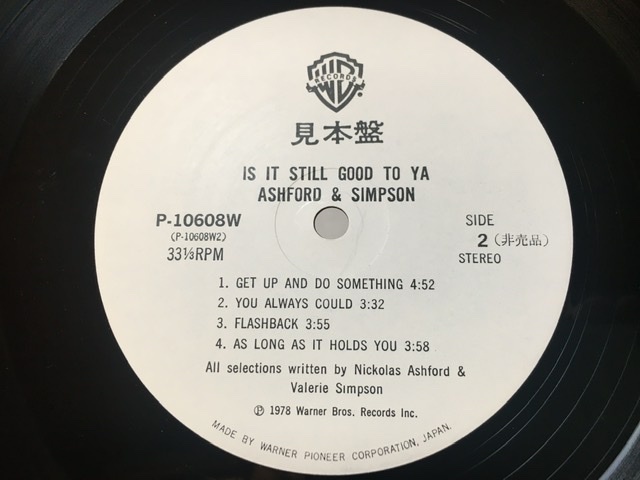 WB
RECORDS
見本盤
IS IT STILL GOOD TO YA
ASHFORD & SIMPSON
P-10608W
(P-10608W2)
33⅓RPM
SIDE
2 (非売品)
STEREO
1. GET UP AND DO SOMETHING 4:52
2. YOU ALWAYS COULD 3:32
3. FLASHBACK 3:55
4. AS LONG AS IT HOLDS YOU 3:58
All selections written by Nickolas Ashford &
Valerie Simpson
℗ 1978 Warner Bros. Records Inc.
MADE BY WARNER PIONEER CORPORATION, JAPAN.